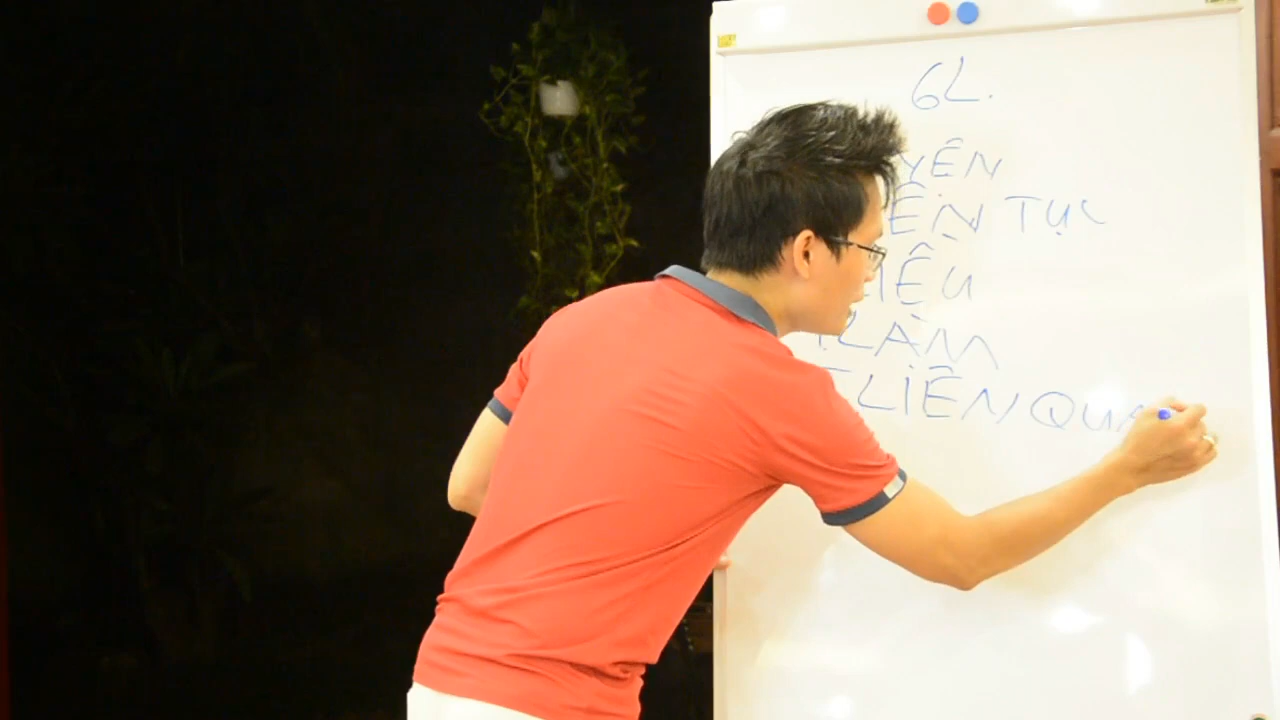 6L.
YÊN
ÊN TỤC
IỆU
LÀM
LIÊN QUA